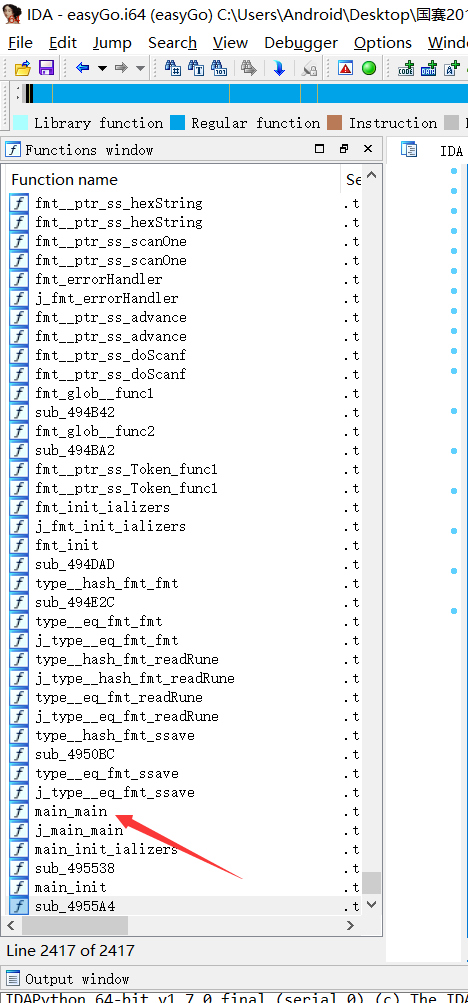 IDA - easyGo.i64 (easyGo) C:\Users\Android\Desktop\国赛201
File Edit Jump Search View Debugger Options Windo
Library function Regular function Instruction
Functions window
IDA
Function name Se
fmt__ptr_ss_hexString .t
fmt__ptr_ss_hexString .t
fmt__ptr_ss_scanOne .t
fmt__ptr_ss_scanOne .t
fmt_errorHandler .t
j_fmt_errorHandler .t
fmt__ptr_ss_advance .t
fmt__ptr_ss_advance .t
fmt__ptr_ss_doScanf .t
fmt__ptr_ss_doScanf .t
fmt_glob__func1 .t
sub_494B42 .t
fmt_glob__func2 .t
sub_494BA2 .t
fmt__ptr_ss_Token_func1 .t
fmt__ptr_ss_Token_func1 .t
fmt_init_ializers .t
j_fmt_init_ializers .t
fmt_init .t
sub_494DAD .t
type__hash_fmt_fmt .t
sub_494E2C .t
type__eq_fmt_fmt .t
j_type__eq_fmt_fmt .t
type__hash_fmt_readRune .t
j_type__hash_fmt_readRune .t
type__eq_fmt_readRune .t
j_type__eq_fmt_readRune .t
type__hash_fmt_ssave .t
sub_4950BC .t
type__eq_fmt_ssave .t
j_type__eq_fmt_ssave .t
main_main .t
j_main_main .t
main_init_ializers .t
sub_495538 .t
main_init .t
sub_4955A4 .t
Line 2417 of 2417
Output window
IDAPython 64-bit v1.7.0 final (serial 0) (c) The IDA